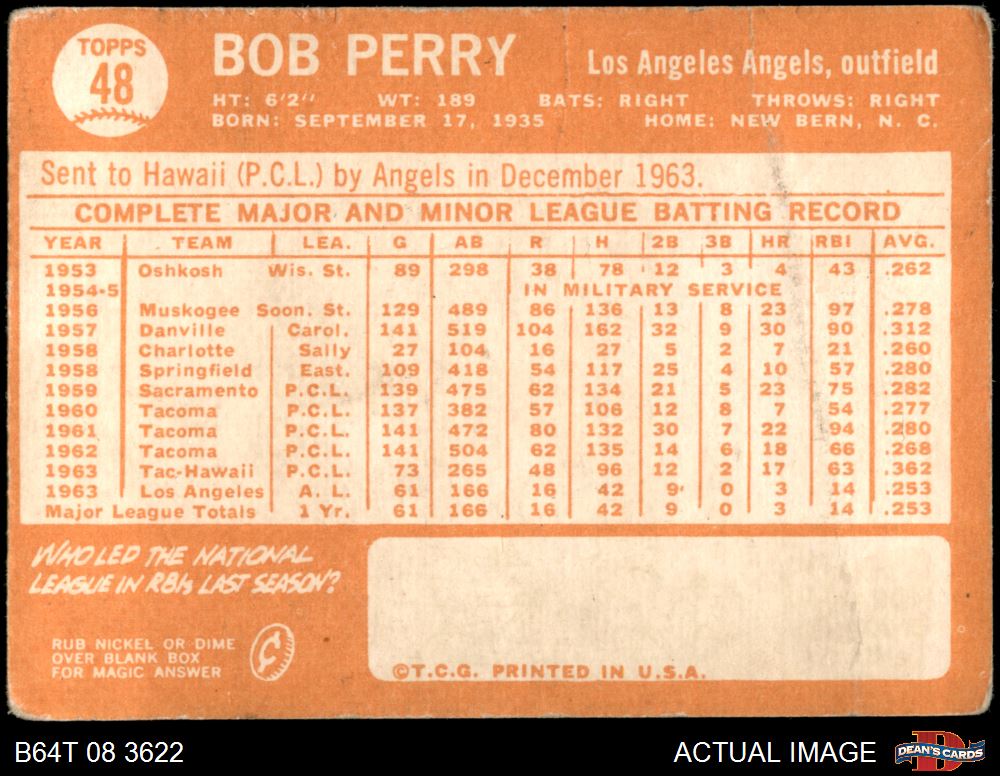 TOPPS
48
BOB PERRY
Los Angeles Angels, outfield
HT: 6'2" WT: 189 BATS: RIGHT THROWS: RIGHT
BORN: SEPTEMBER 17, 1935 HOME: NEW BERN, N. C.
Sent to Hawaii (P.C.L.) by Angels in December 1963.
COMPLETE MAJOR AND MINOR LEAGUE BATTING RECORD
YEAR TEAM LEA. G AB R H 2B 3B HR RBI AVG.
1953 Oshkosh Wis. St. 89 298 38 78 12 3 4 43 .262
1954-5 IN MILITARY SERVICE
1956 Muskogee Soon. St. 129 489 86 136 13 8 23 97 .278
1957 Danville Carol. 141 519 104 162 32 9 30 90 .312
1958 Charlotte Sally 27 104 16 27 5 2 7 21 .260
1958 Springfield East. 109 418 54 117 25 4 10 57 .280
1959 Sacramento P.C.L. 139 475 62 134 21 5 23 75 .282
1960 Tacoma P.C.L. 137 382 57 106 12 8 7 54 .277
1961 Tacoma P.C.L. 141 472 80 132 30 7 22 94 .280
1962 Tacoma P.C.L. 141 504 62 135 14 6 18 66 .268
1963 Tac-Hawaii P.C.L. 73 265 48 96 12 2 17 63 .362
1963 Los Angeles A. L. 61 166 16 42 9 0 3 14 .253
Major League Totals 1 Yr. 61 166 16 42 9 0 3 14 .253
WHO LED THE NATIONAL
LEAGUE IN RBIs LAST SEASON?
RUB NICKEL OR DIME
OVER BLANK BOX
FOR MAGIC ANSWER
¢
©T.C.G. PRINTED IN U.S.A.
B64T 08 3622
ACTUAL IMAGE
D
DEAN'S CARDS